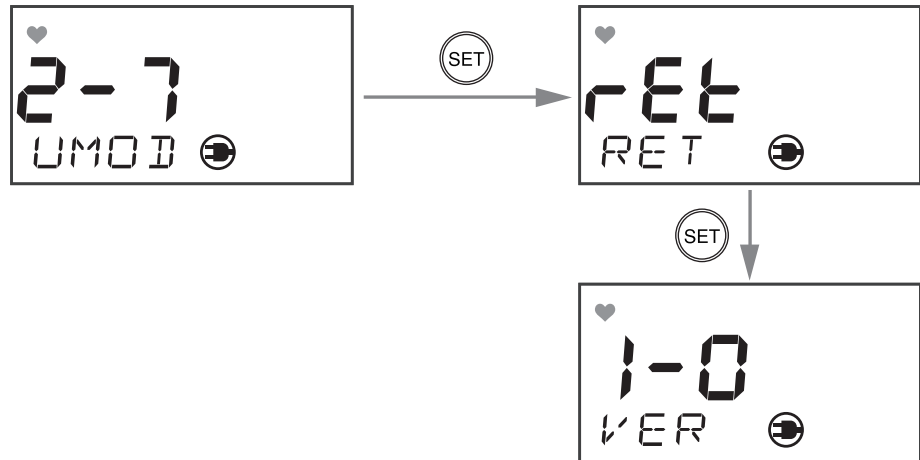 2-7
UMOD
SET
rEt
RET
SET
1-0
VER